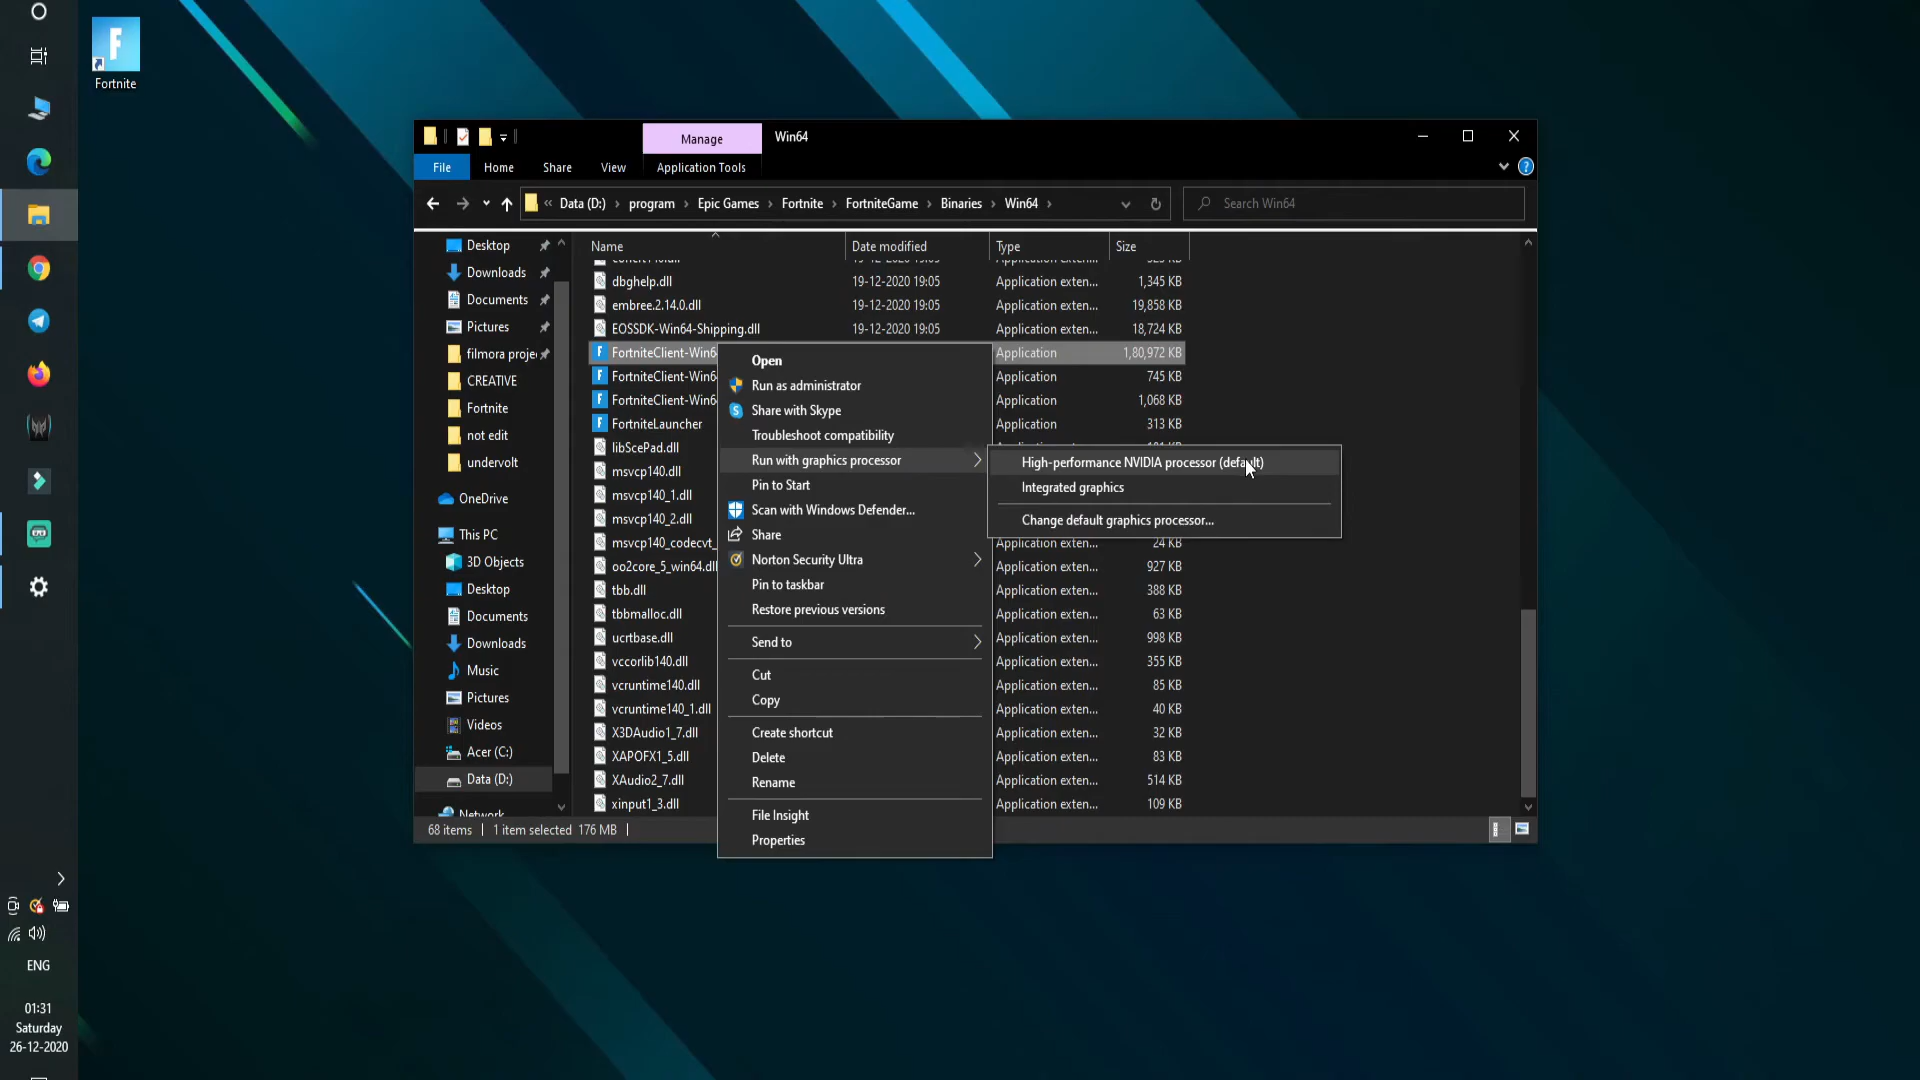 Fortnite
Manage
Win64
File
Home
Share
View
Application Tools
Data (D:)
program
Epic Games
Fortnite
FortniteGame
Binaries
Win64
Search Win64
Desktop
Downloads
Documents
Pictures
filmora proje
CREATIVE
Fortnite
not edit
undervolt
OneDrive
This PC
3D Objects
Desktop
Documents
Downloads
Music
Pictures
Videos
Acer (C:)
Data (D:)
Network
Name Date modified Type Size
dbghelp.dll 19-12-2020 19:05 Application exten... 1,345 KB
embree.2.14.0.dll 19-12-2020 19:05 Application exten... 19,858 KB
EOSSDK-Win64-Shipping.dll 19-12-2020 19:05 Application exten... 18,724 KB
FortniteClient-Win6 Application 1,80,972 KB
FortniteClient-Win6 Application 745 KB
FortniteClient-Win6 Application 1,068 KB
FortniteLauncher Application 313 KB
libScePad.dll
msvcp140.dll
msvcp140_1.dll
msvcp140_2.dll
msvcp140_codecvt_ Application exten... 24 KB
oo2core_5_win64.dll Application exten... 927 KB
tbb.dll Application exten... 388 KB
tbbmalloc.dll Application exten... 63 KB
ucrtbase.dll Application exten... 998 KB
vccorlib140.dll Application exten... 355 KB
vcruntime140.dll Application exten... 85 KB
vcruntime140_1.dll Application exten... 40 KB
X3DAudio1_7.dll Application exten... 32 KB
XAPOFX1_5.dll Application exten... 83 KB
XAudio2_7.dll Application exten... 514 KB
xinput1_3.dll Application exten... 109 KB
Open
Run as administrator
Share with Skype
Troubleshoot compatibility
Run with graphics processor
Pin to Start
Scan with Windows Defender...
Share
Norton Security Ultra
Pin to taskbar
Restore previous versions
Send to
Cut
Copy
Create shortcut
Delete
Rename
File Insight
Properties
High-performance NVIDIA processor (default)
Integrated graphics
Change default graphics processor...
68 items
1 item selected 176 MB
ENG
01:31
Saturday
26-12-2020